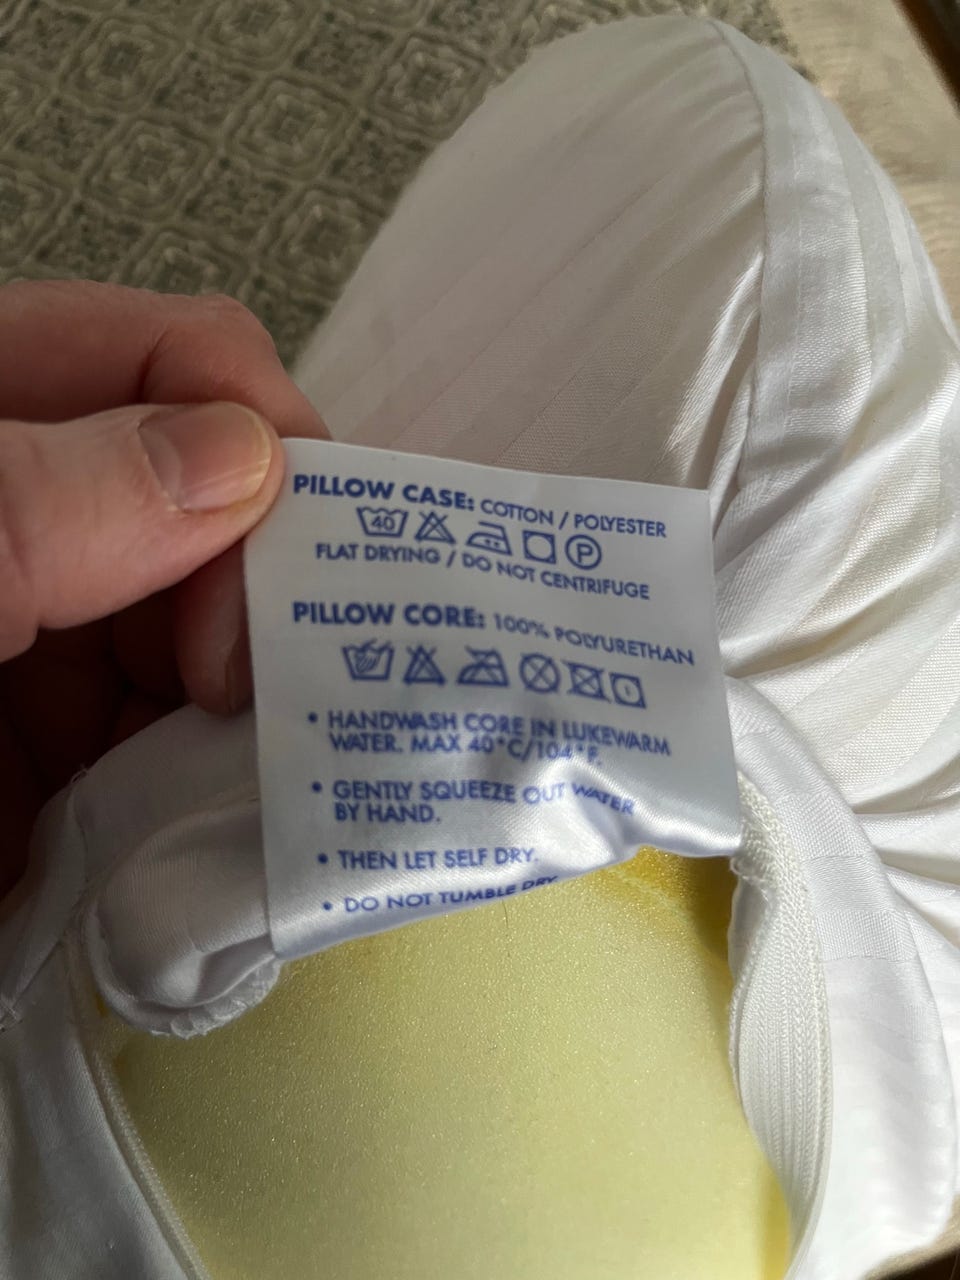 PILLOW CASE: COTTON / POLYESTER
40 P
FLAT DRYING / DO NOT CENTRIFUGE
PILLOW CORE: 100% POLYURETHAN
• HANDWASH CORE IN LUKEWARM
WATER. MAX 40°C/104°F.
• GENTLY SQUEEZE OUT WATER
BY HAND.
• THEN LET SELF DRY.
• DO NOT TUMBLE DRY